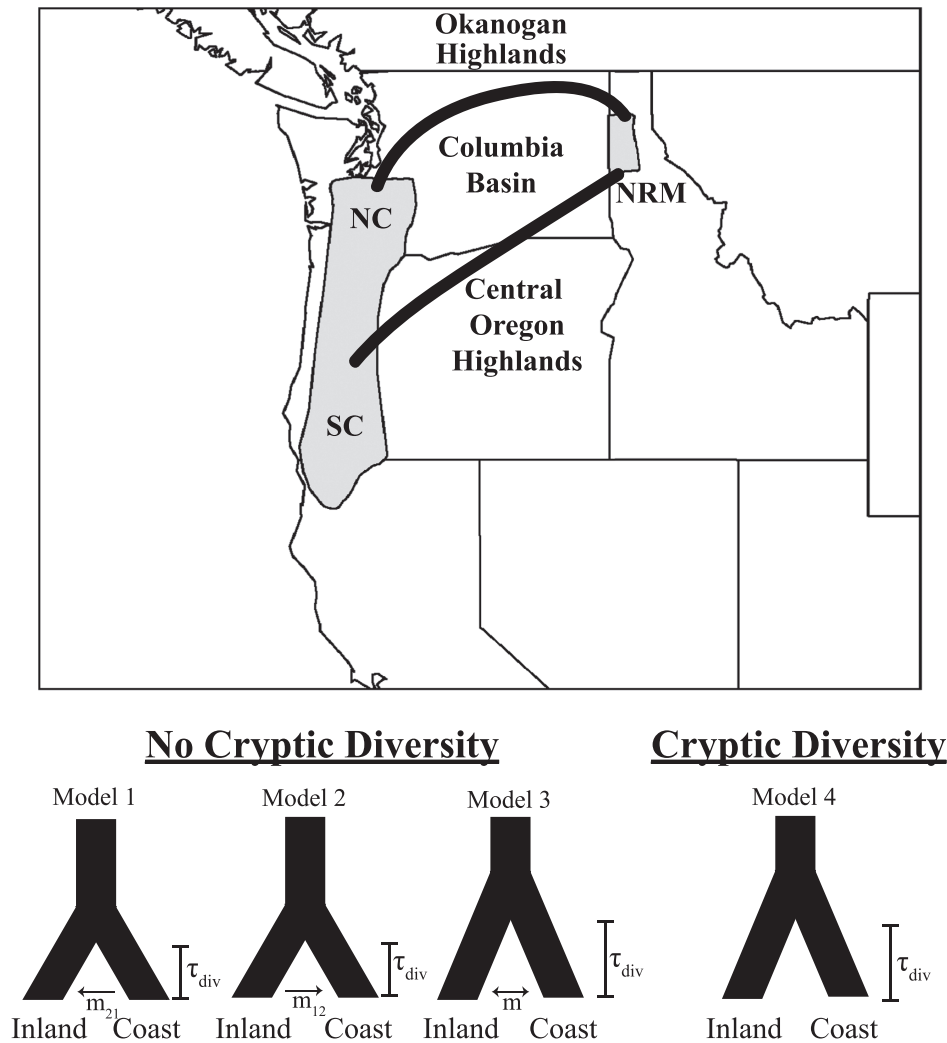 Okanogan
Highlands
Columbia
Basin
NRM
NC
Central
Oregon
Highlands
SC
No Cryptic Diversity
Cryptic Diversity
Model 1
Model 2
Model 3
Model 4
τdiv
τdiv
τdiv
τdiv
m21
m12
m
Inland Coast
Inland Coast
Inland Coast
Inland Coast